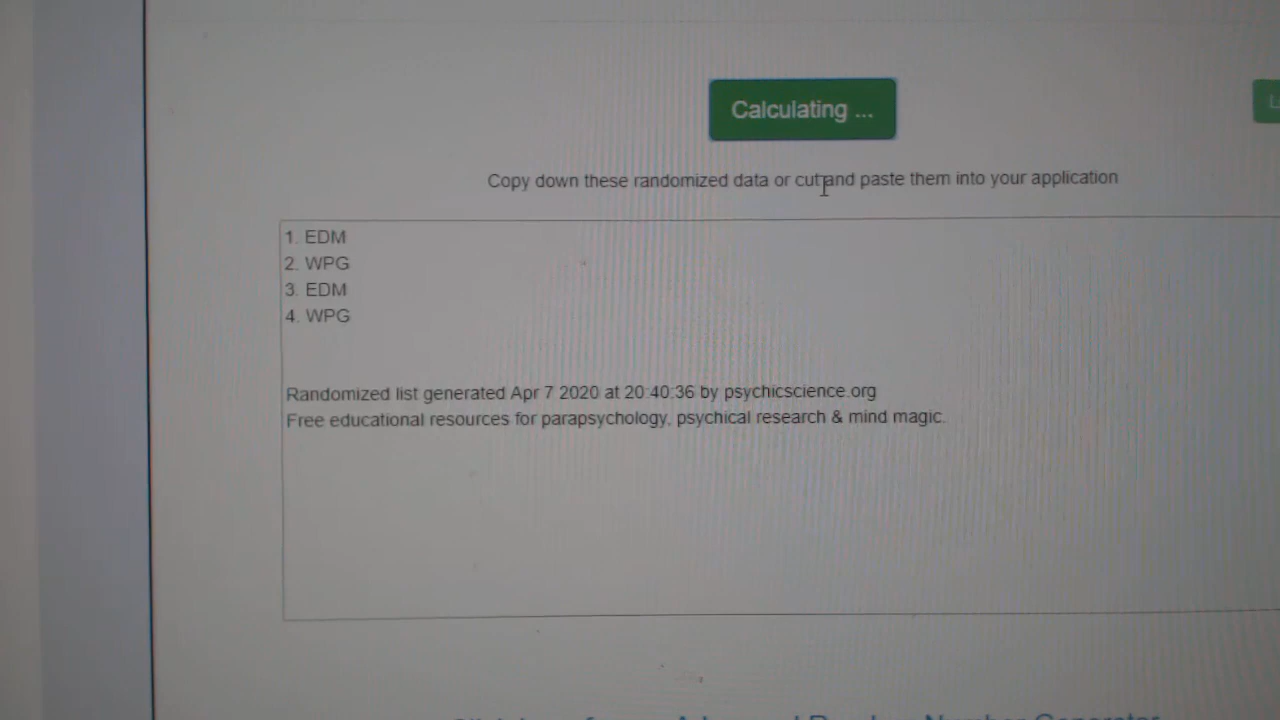 Calculating ...
Copy down these randomized data or cut and paste them into your application
1. EDM
2. WPG
3. EDM
4. WPG
Randomized list generated Apr 7 2020 at 20:40:36 by psychicscience.org
Free educational resources for parapsychology, psychical research & mind magic.